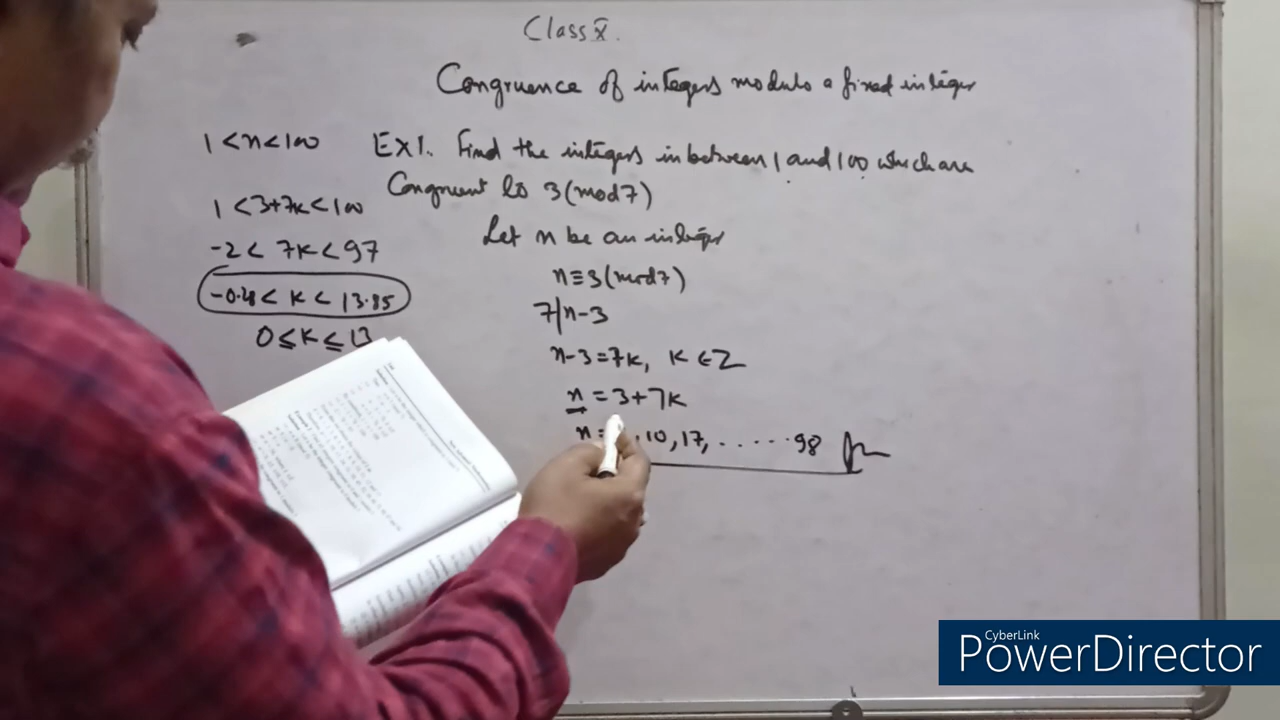 Class X.
Congruence of integers modulo a fixed integer
EX1. Find the integers in between 1 and 100 which are
Congruent to 3(mod7)
Let n be an integer
n≡3(mod7)
7|n-3
n-3=7k, k∈Z
n = 3+7k
n= ,10,17, ......98
1<n<100
1<3+7k<100
-2< 7k<97
-0.28< k < 13.85
0≤k≤13
CyberLink
PowerDirector